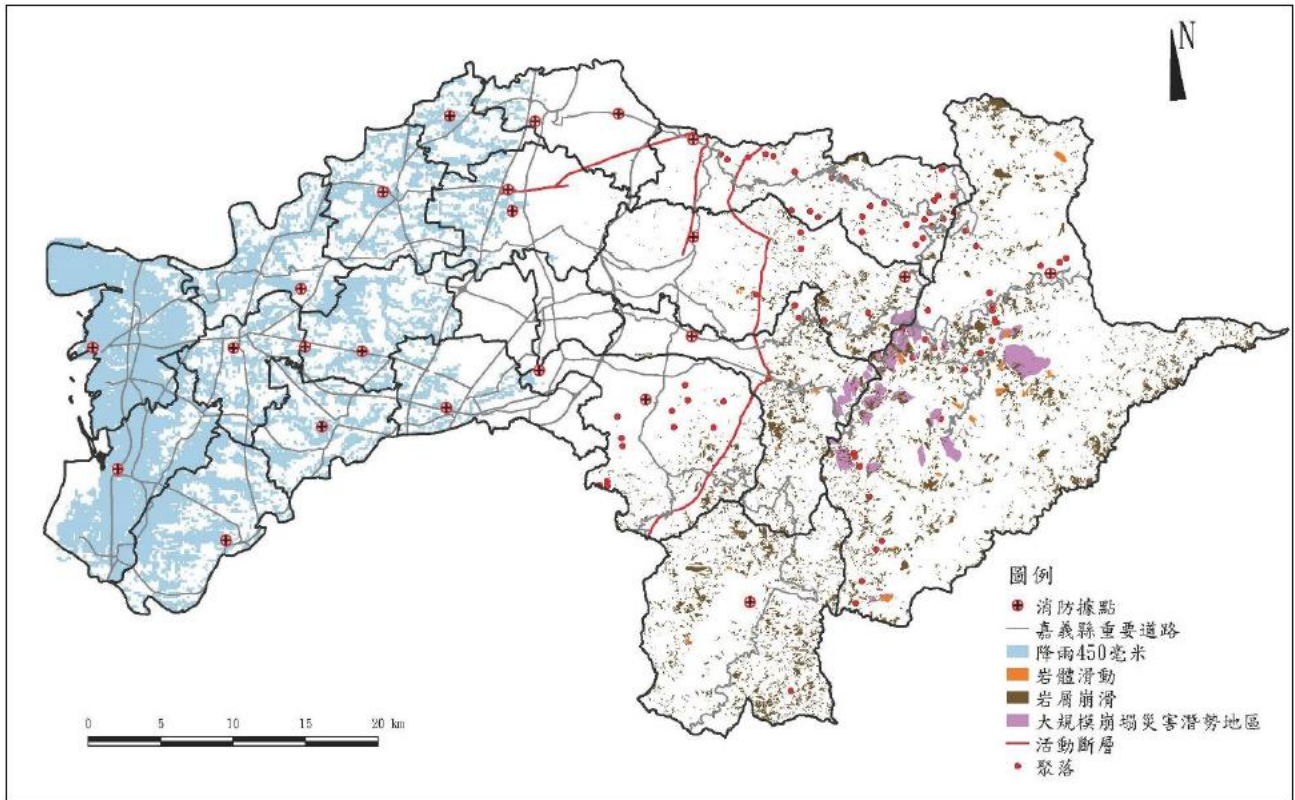 N
圖例
消防據點
嘉義縣重要道路
降雨450毫米
岩體滑動
岩屑崩滑
大規模崩塌災害潛勢地區
活動斷層
聚落
0 5 10 15 20 km